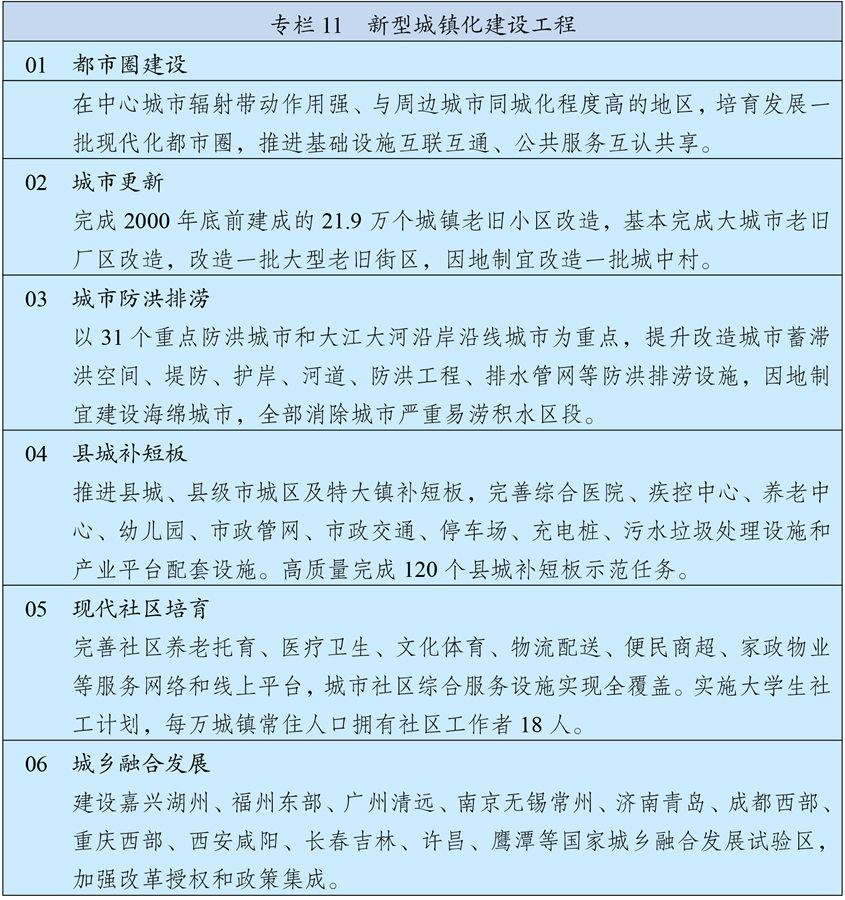 专栏 11　新型城镇化建设工程
01　都市圈建设
在中心城市辐射带动作用强、与周边城市同城化程度高的地区，培育发展一
批现代化都市圈，推进基础设施互联互通、公共服务互认共享。
02　城市更新
完成 2000 年底前建成的 21.9 万个城镇老旧小区改造，基本完成大城市老旧
厂区改造，改造一批大型老旧街区，因地制宜改造一批城中村。
03　城市防洪排涝
以 31 个重点防洪城市和大江大河沿岸沿线城市为重点，提升改造城市蓄滞
洪空间、堤防、护岸、河道、防洪工程、排水管网等防洪排涝设施，因地制
宜建设海绵城市，全部消除城市严重易涝积水区段。
04　县城补短板
推进县城、县级市城区及特大镇补短板，完善综合医院、疾控中心、养老中
心、幼儿园、市政管网、市政交通、停车场、充电桩、污水垃圾处理设施和
产业平台配套设施。高质量完成 120 个县城补短板示范任务。
05　现代社区培育
完善社区养老托育、医疗卫生、文化体育、物流配送、便民商超、家政物业
等服务网络和线上平台，城市社区综合服务设施实现全覆盖。实施大学生社
工计划，每万城镇常住人口拥有社区工作者 18 人。
06　城乡融合发展
建设嘉兴湖州、福州东部、广州清远、南京无锡常州、济南青岛、成都西部、
重庆西部、西安咸阳、长春吉林、许昌、鹰潭等国家城乡融合发展试验区，
加强改革授权和政策集成。